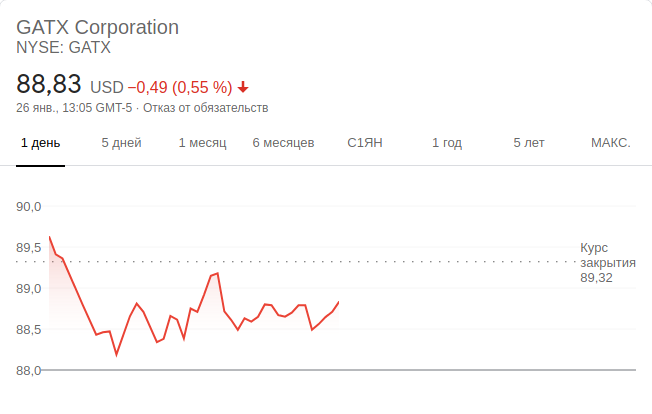 GATX Corporation
NYSE: GATX
88,83 USD −0,49 (0,55 %)
26 янв., 13:05 GMT-5 · Отказ от обязательств
1 день 5 дней 1 месяц 6 месяцев С1ЯН 1 год 5 лет МАКС.
90,0
89,5
89,0
88,5
88,0
Курс
закрытия
89,32